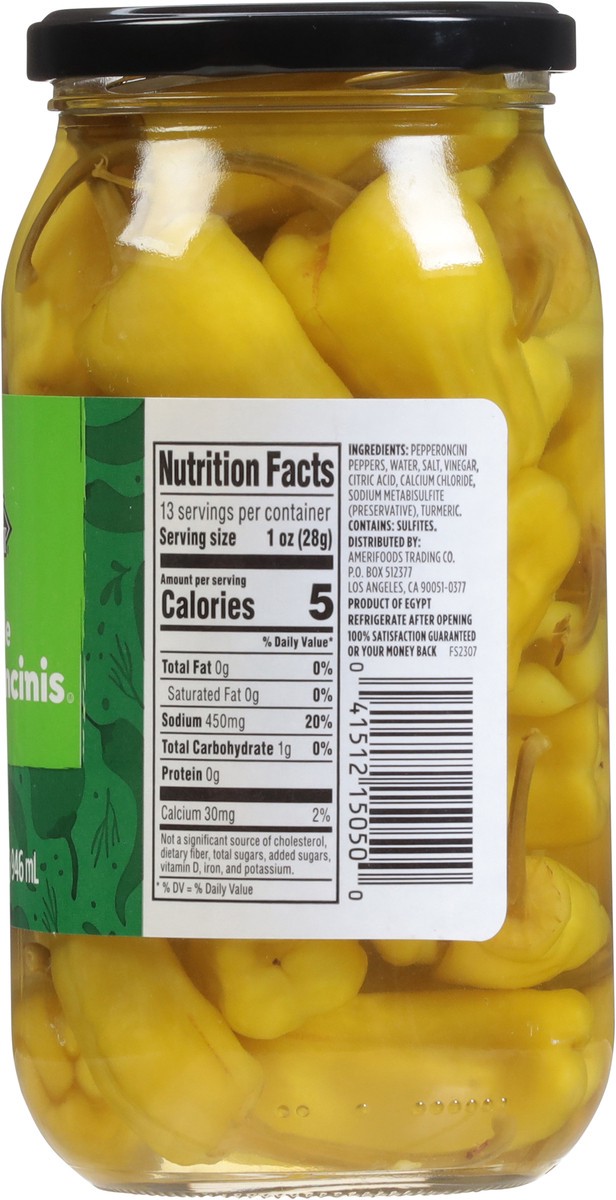 Nutrition Facts
13 servings per container
Serving size 1 oz (28g)
Amount per serving
Calories 5
% Daily Value*
Total Fat 0g 0%
Saturated Fat 0g 0%
Sodium 450mg 20%
Total Carbohydrate 1g 0%
Protein 0g
Calcium 30mg 2%
Not a significant source of cholesterol,
dietary fiber, total sugars, added sugars,
vitamin D, iron, and potassium.
* % DV = % Daily Value
INGREDIENTS: PEPPERONCINI
PEPPERS, WATER, SALT, VINEGAR,
CITRIC ACID, CALCIUM CHLORIDE,
SODIUM METABISULFITE
(PRESERVATIVE), TURMERIC.
CONTAINS: SULFITES.
DISTRIBUTED BY:
AMERIFOODS TRADING CO.
P.O. BOX 512377
LOS ANGELES, CA 90051-0377
PRODUCT OF EGYPT
REFRIGERATE AFTER OPENING
100% SATISFACTION GUARANTEED
OR YOUR MONEY BACK FS2307
0 41512 15050 0
e
ncinis
946 mL